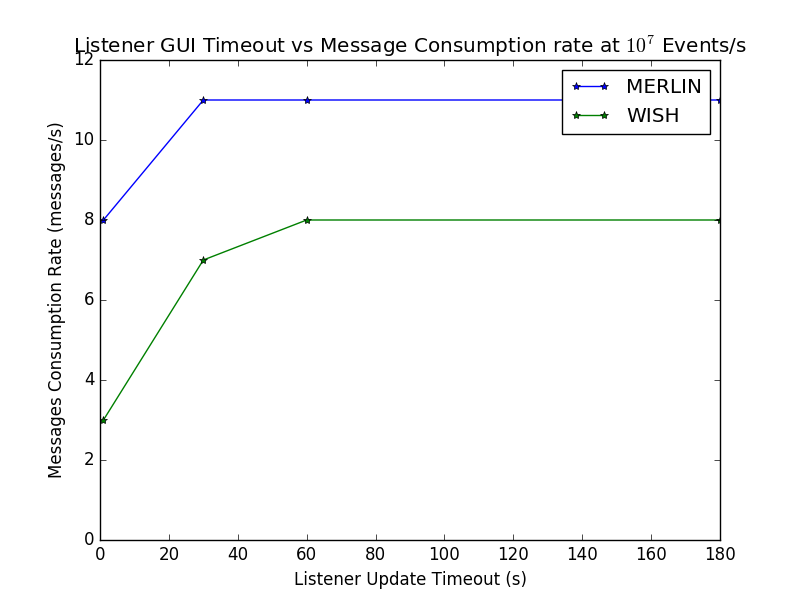 Listener GUI Timeout vs Message Consumption rate at 10^7 Events/s
MERLIN
WISH
Messages Consumption Rate (messages/s)
12
10
8
6
4
2
0
0 20 40 60 80 100 120 140 160 180
Listener Update Timeout (s)